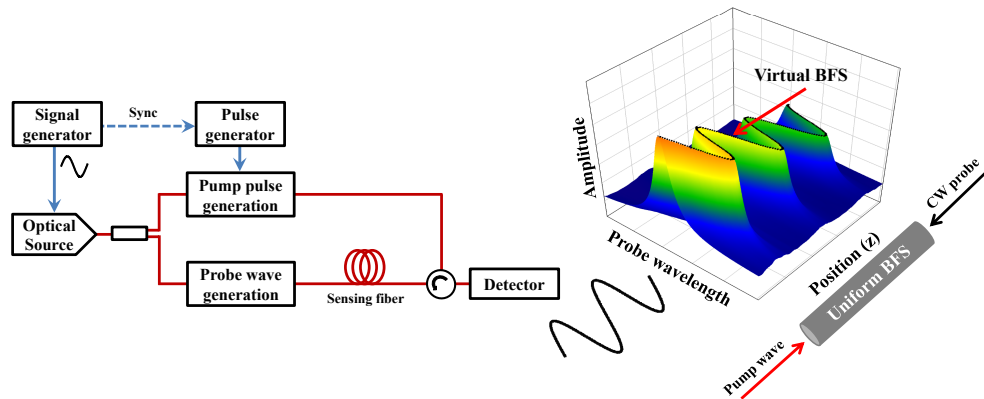 Signal
generator
Sync
Pulse
generator
Optical
Source
Pump pulse
generation
Probe wave
generation
Sensing fiber
Detector
Virtual BFS
Amplitude
Probe wavelength
Position (z)
CW probe
Uniform BFS
Pump wave